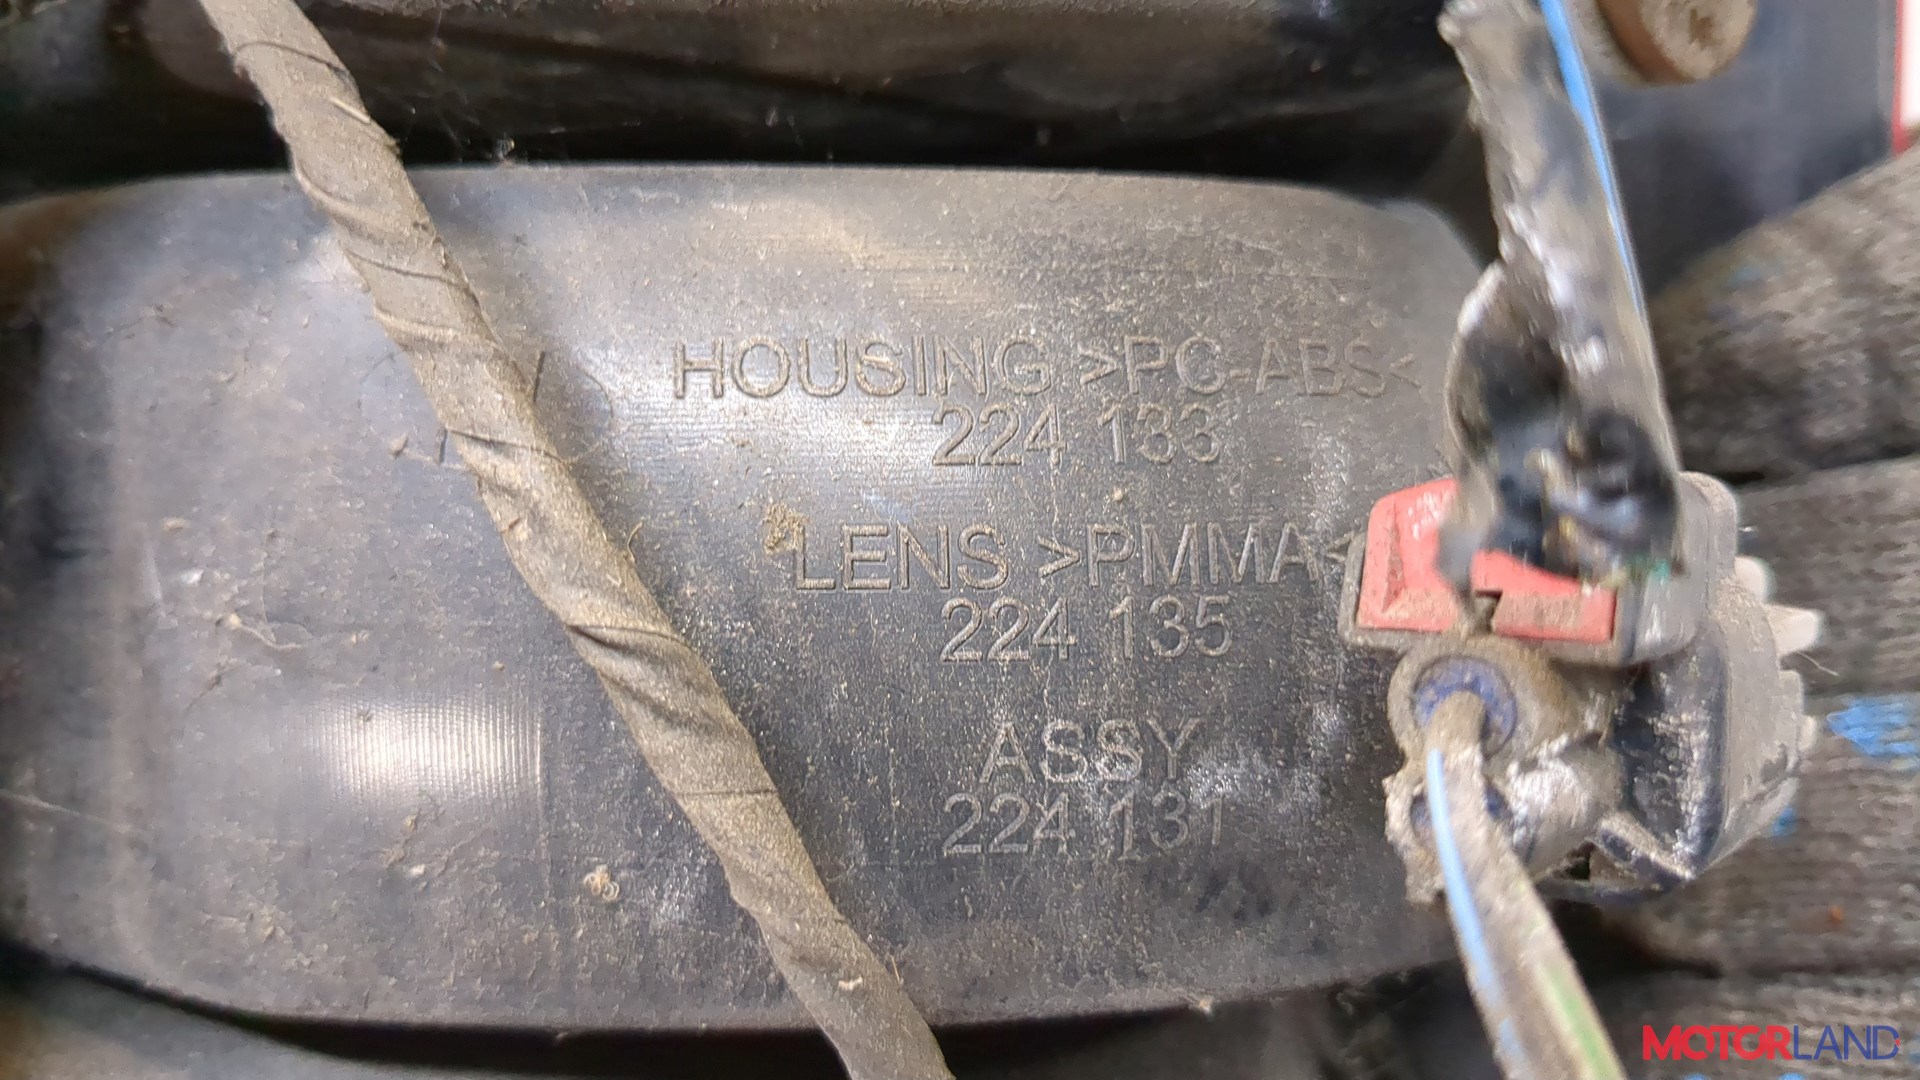 HOUSING >PC-ABS<
224 133
LENS >PMMA<
224 135
ASSY
224 131
MOTORLAND